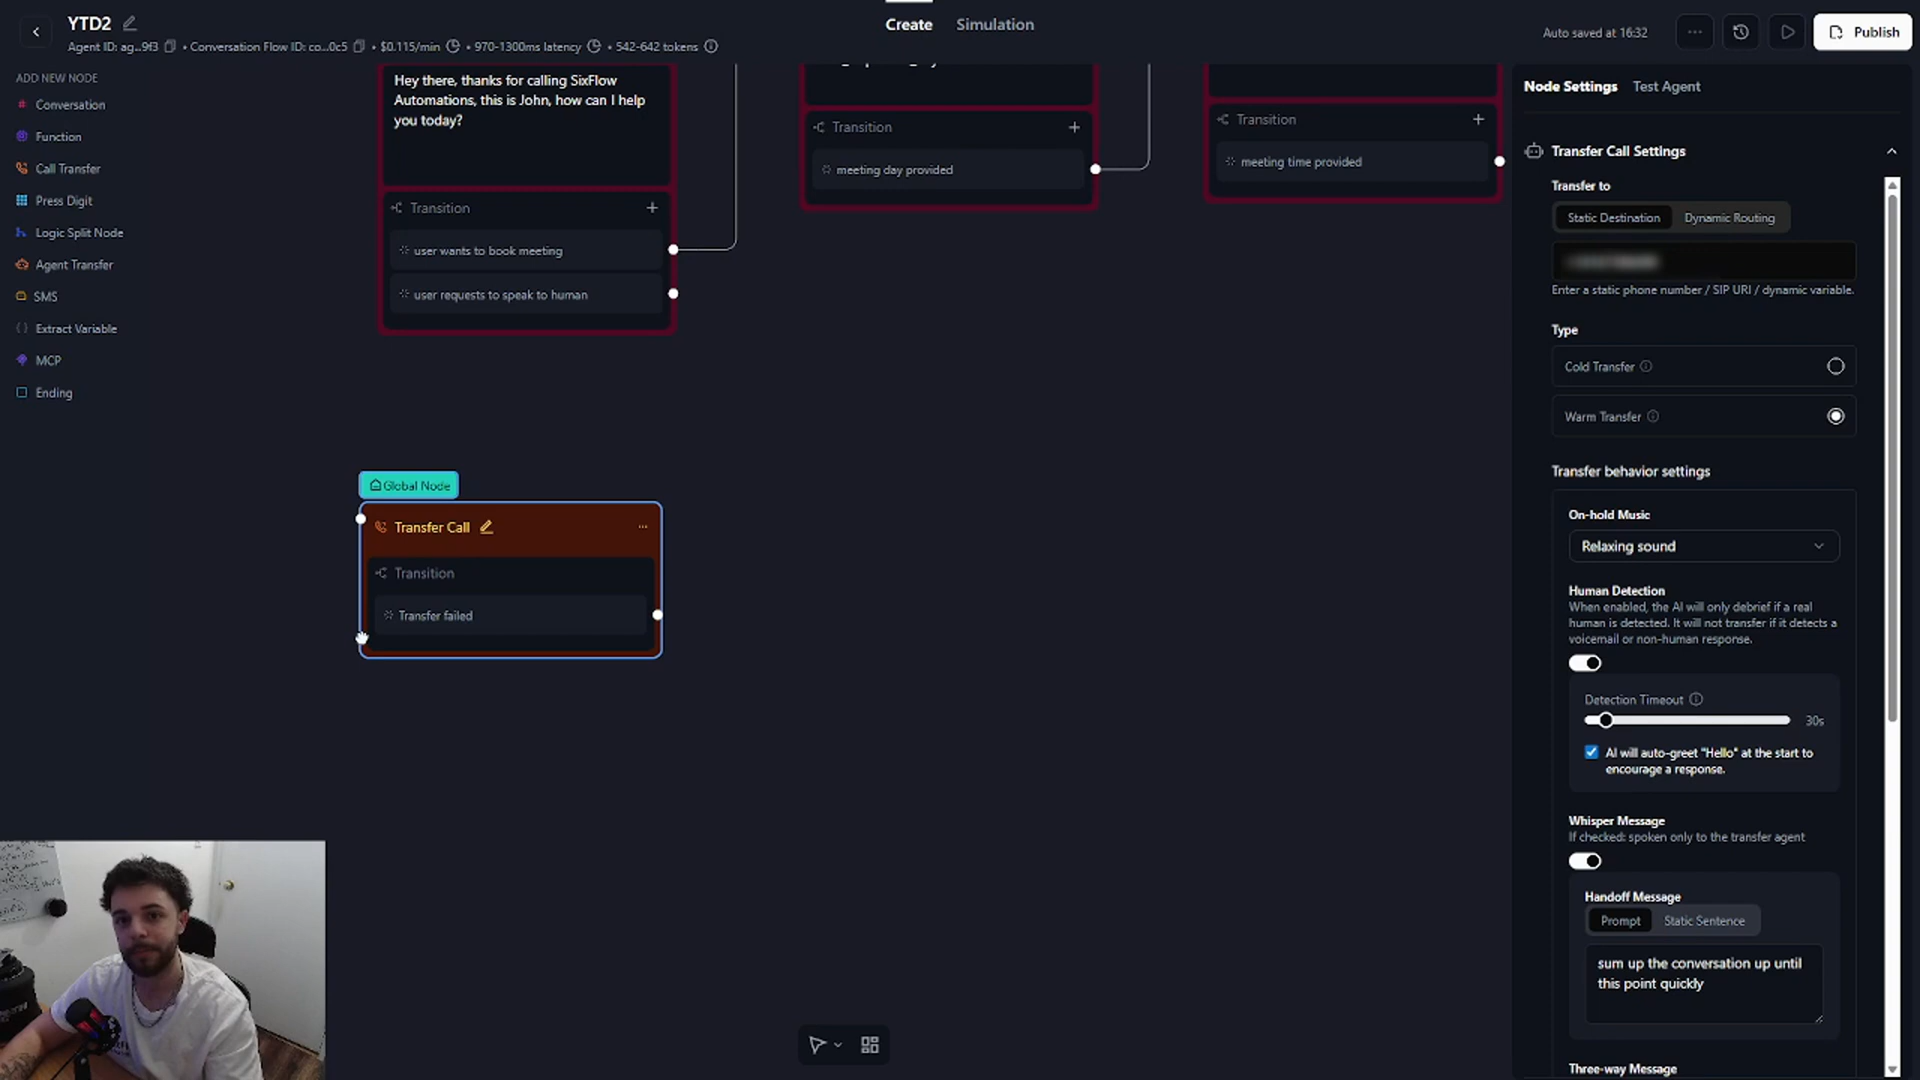 YTD2
Create
Simulation
Agent ID: ag...9f3 • Conversation Flow ID: co...0c5 • $0.115/min • 970-1300ms latency • 542-642 tokens
Auto saved at 16:32
Publish
ADD NEW NODE
Conversation
Function
Call Transfer
Press Digit
Logic Split Node
Agent Transfer
SMS
Extract Variable
MCP
Ending
Hey there, thanks for calling SixFlow
Automations, this is John, how can I help
you today?
Transition
user wants to book meeting
user requests to speak to human
Transition
meeting day provided
Transition
meeting time provided
Global Node
Transfer Call
Transition
Transfer failed
Node Settings
Test Agent
Transfer Call Settings
Transfer to
Static Destination
Dynamic Routing
Enter a static phone number / SIP URI / dynamic variable.
Type
Cold Transfer
Warm Transfer
Transfer behavior settings
On-hold Music
Relaxing sound
Human Detection
When enabled, the AI will only debrief if a real
human is detected. It will not transfer if it detects a
voicemail or non-human response.
Detection Timeout
30s
AI will auto-greet "Hello" at the start to
encourage a response.
Whisper Message
If checked: spoken only to the transfer agent
Handoff Message
Prompt
Static Sentence
sum up the conversation up until
this point quickly
Three-way Message